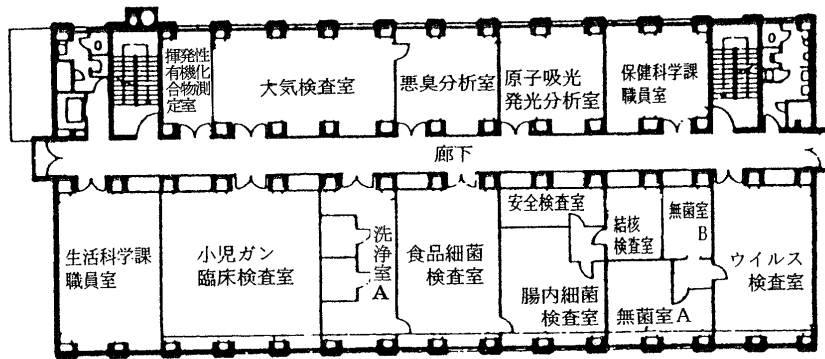 揮発性
有機化
合物測
定室
大気検査室
悪臭分析室
原子吸光
発光分析室
保健科学課
職員室
廊下
生活科学課
職員室
小児ガン
臨床検査室
洗浄室A
食品細菌
検査室
安全検査室
腸内細菌
検査室
結核
検査室
無菌室
B
無菌室A
ウイルス
検査室